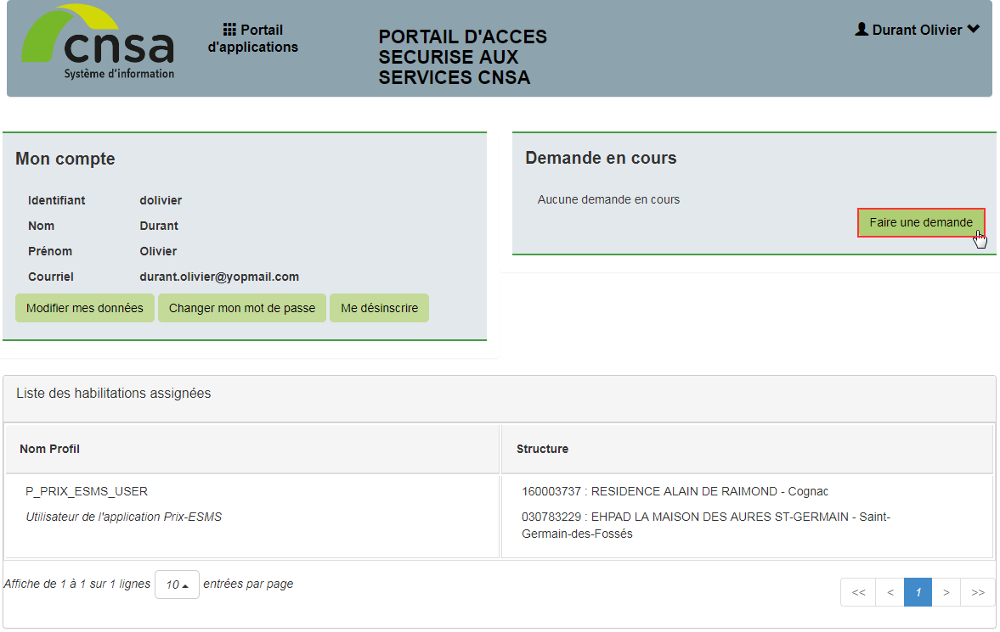 cnsa
Système d'information
Portail
d'applications
PORTAIL D'ACCES
SECURISE AUX
SERVICES CNSA
Durant Olivier
Mon compte
Identifiant dolivier
Nom Durant
Prénom Olivier
Courriel durant.olivier@yopmail.com
Modifier mes données Changer mon mot de passe Me désinscrire
Demande en cours
Aucune demande en cours
Faire une demande
Liste des habilitations assignées
Nom Profil Structure
P_PRIX_ESMS_USER
Utilisateur de l'application Prix-ESMS
160003737 : RESIDENCE ALAIN DE RAIMOND - Cognac
030783229 : EHPAD LA MAISON DES AURES ST-GERMAIN - Saint-
Germain-des-Fossés
Affiche de 1 à 1 sur 1 lignes 10 entrées par page
<< < 1 > >>